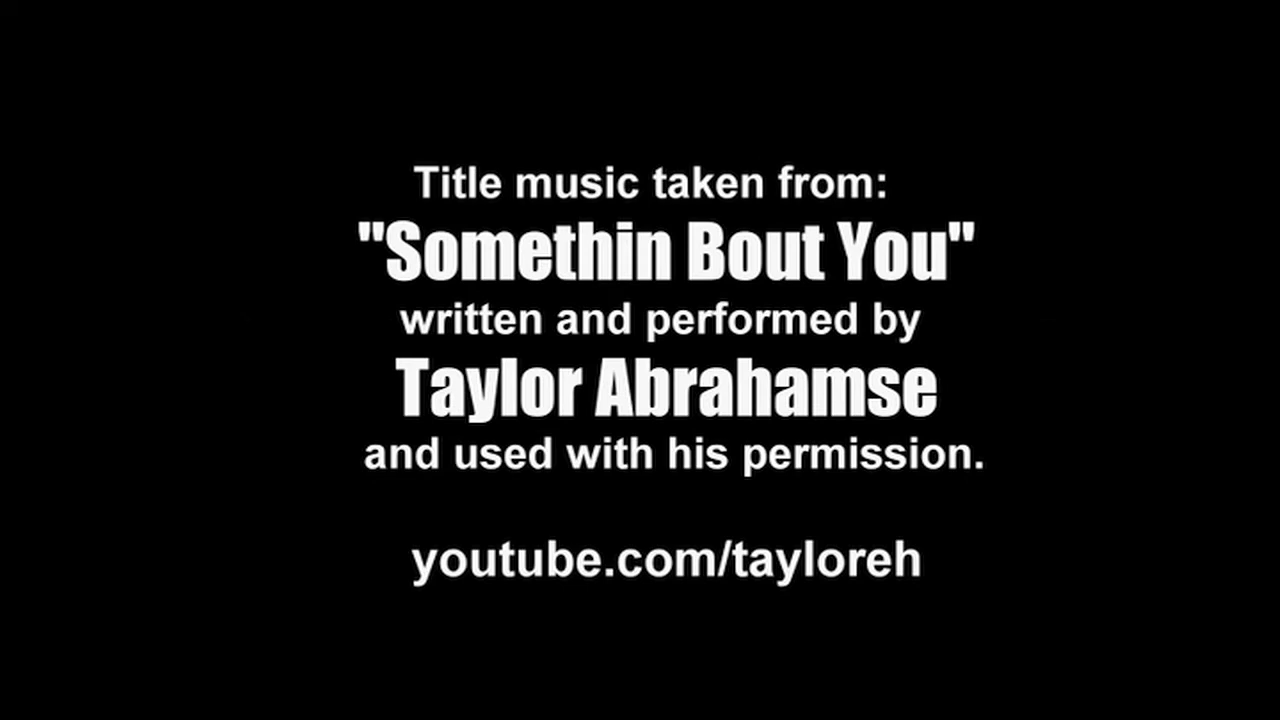 Title music taken from:
"Somethin Bout You"
written and performed by
Taylor Abrahamse
and used with his permission.
youtube.com/tayloreh